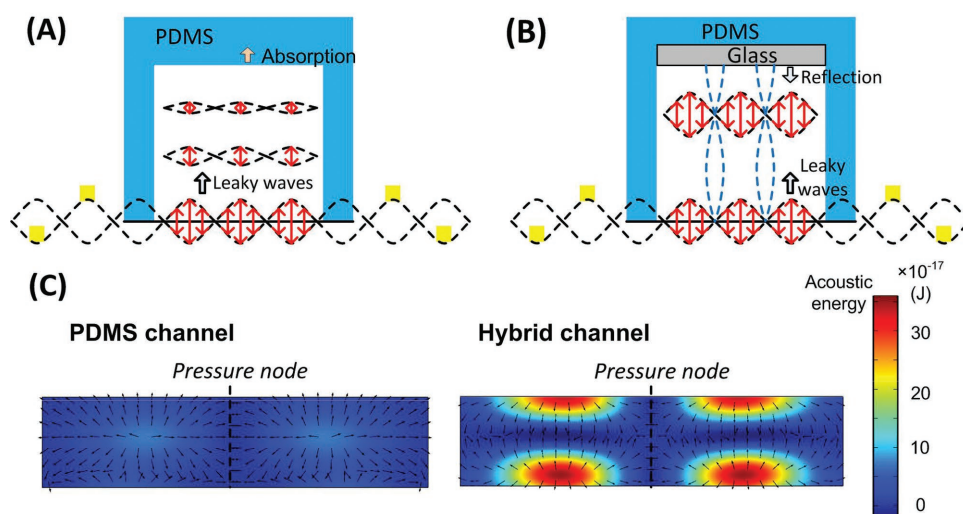 (A)
PDMS
Absorption
Leaky waves
(B)
PDMS
Glass
Reflection
Leaky
waves
(C)
PDMS channel
Pressure node
Hybrid channel
Pressure node
Acoustic
energy
×10⁻¹⁷
(J)
30
20
10
0